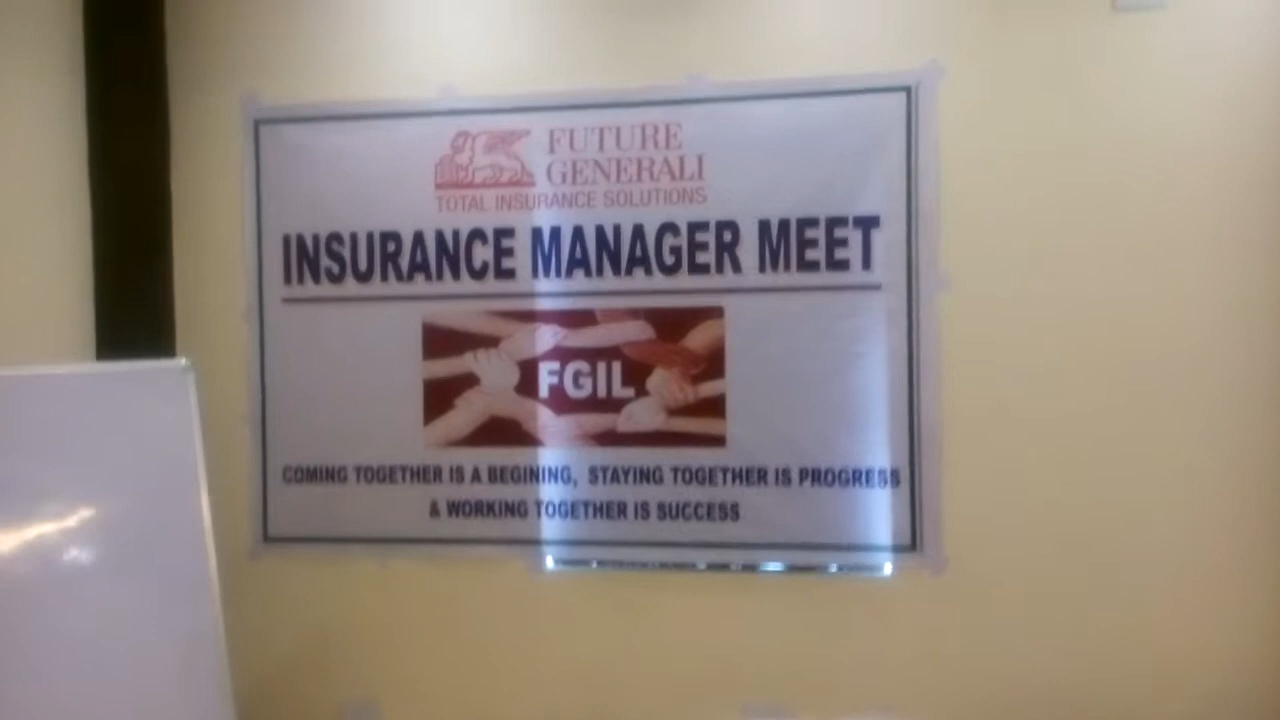 FUTURE
GENERALI
TOTAL INSURANCE SOLUTIONS
INSURANCE MANAGER MEET
FGIL
COMING TOGETHER IS A BEGINING, STAYING TOGETHER IS PROGRESS
& WORKING TOGETHER IS SUCCESS